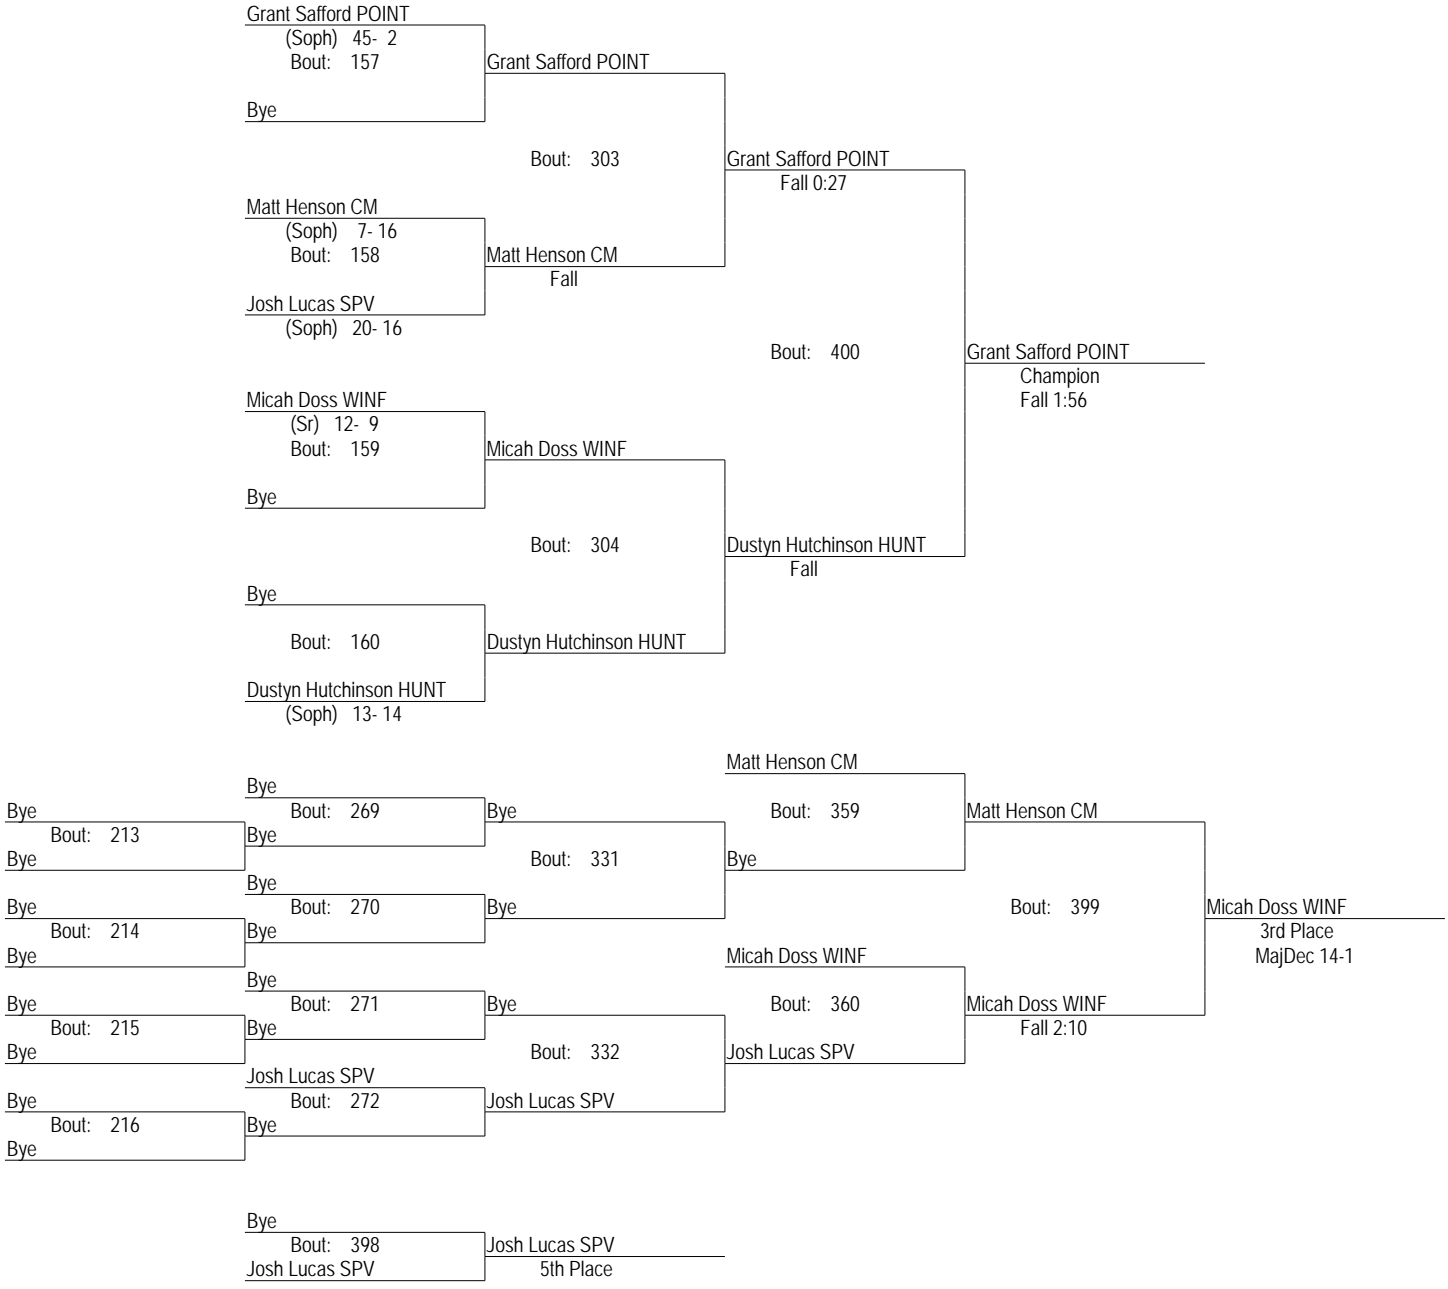 Grant Safford POINT
(Soph) 45- 2
Bout: 157
Grant Safford POINT
Bye
Bout: 303
Grant Safford POINT
Fall 0:27
Matt Henson CM
(Soph) 7- 16
Bout: 158
Matt Henson CM
Fall
Josh Lucas SPV
(Soph) 20- 16
Bout: 400
Grant Safford POINT
Champion
Fall 1:56
Micah Doss WINF
(Sr) 12- 9
Bout: 159
Micah Doss WINF
Bye
Bout: 304
Dustyn Hutchinson HUNT
Fall
Bye
Bout: 160
Dustyn Hutchinson HUNT
Dustyn Hutchinson HUNT
(Soph) 13- 14
Matt Henson CM
Bye
Bye
Bout: 269
Bye
Bout: 359
Matt Henson CM
Bout: 213
Bye
Bye
Bout: 331
Bye
Bye
Bye
Bout: 270
Bye
Bout: 399
Micah Doss WINF
Bout: 214
Bye
3rd Place
Bye
Micah Doss WINF
MajDec 14-1
Bye
Bye
Bout: 271
Bye
Bout: 360
Micah Doss WINF
Bout: 215
Bye
Fall 2:10
Bye
Bout: 332
Josh Lucas SPV
Josh Lucas SPV
Bye
Bout: 272
Josh Lucas SPV
Bout: 216
Bye
Bye
Bye
Bout: 398
Josh Lucas SPV
Josh Lucas SPV
5th Place